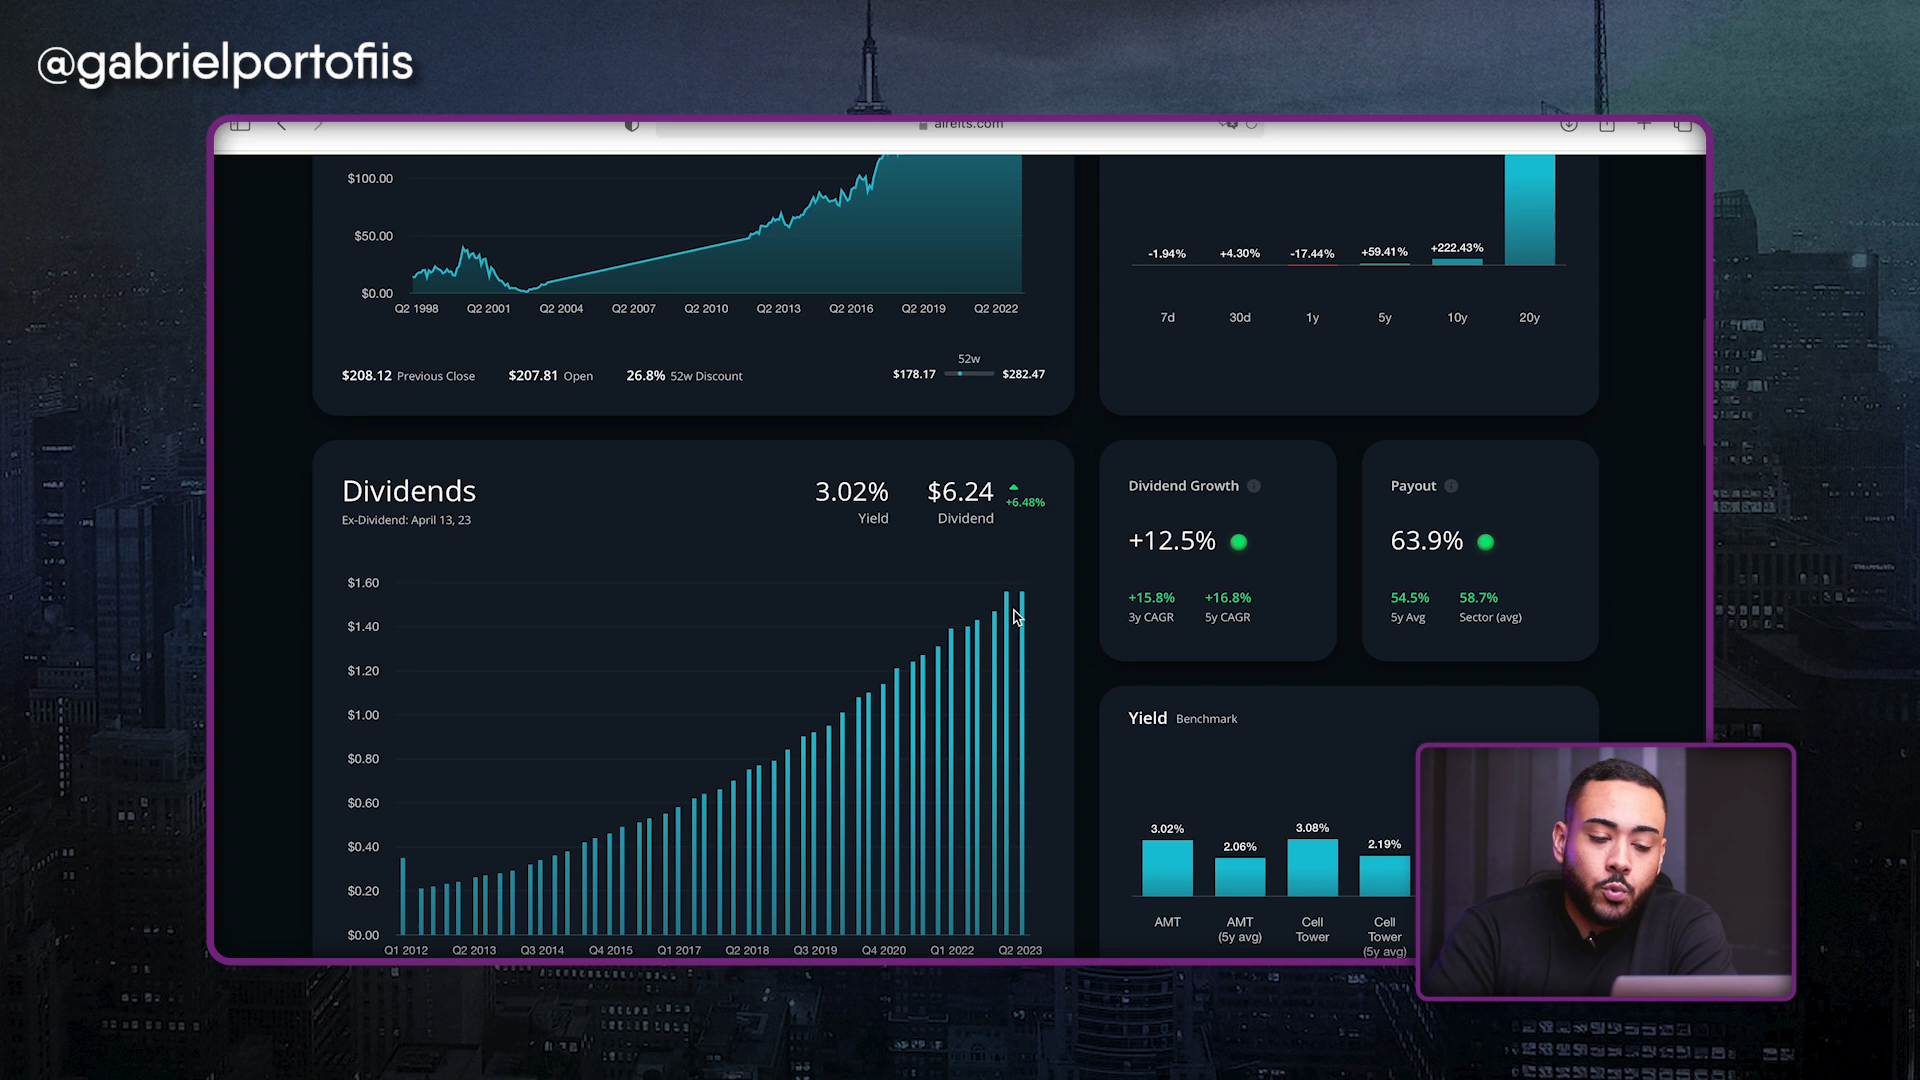 @gabrielportofiis
alreits.com
$100.00
$50.00
$0.00
Q2 1998 Q2 2001 Q2 2004 Q2 2007 Q2 2010 Q2 2013 Q2 2016 Q2 2019 Q2 2022
$208.12 Previous Close $207.81 Open 26.8% 52w Discount
52w
$178.17 $282.47
-1.94% +4.30% -17.44% +59.41% +222.43%
7d 30d 1y 5y 10y 20y
Dividends
Ex-Dividend: April 13, 23
3.02% $6.24 +6.48%
Yield Dividend
$1.60
$1.40
$1.20
$1.00
$0.80
$0.60
$0.40
$0.20
$0.00
Q1 2012 Q2 2013 Q3 2014 Q4 2015 Q1 2017 Q2 2018 Q3 2019 Q4 2020 Q1 2022 Q2 2023
Dividend Growth
+12.5%
+15.8% +16.8%
3y CAGR 5y CAGR
Payout
63.9%
54.5% 58.7%
5y Avg Sector (avg)
Yield Benchmark
3.02% 2.06% 3.08% 2.19%
AMT AMT Cell Cell
(5y avg) Tower Tower
(5y avg)